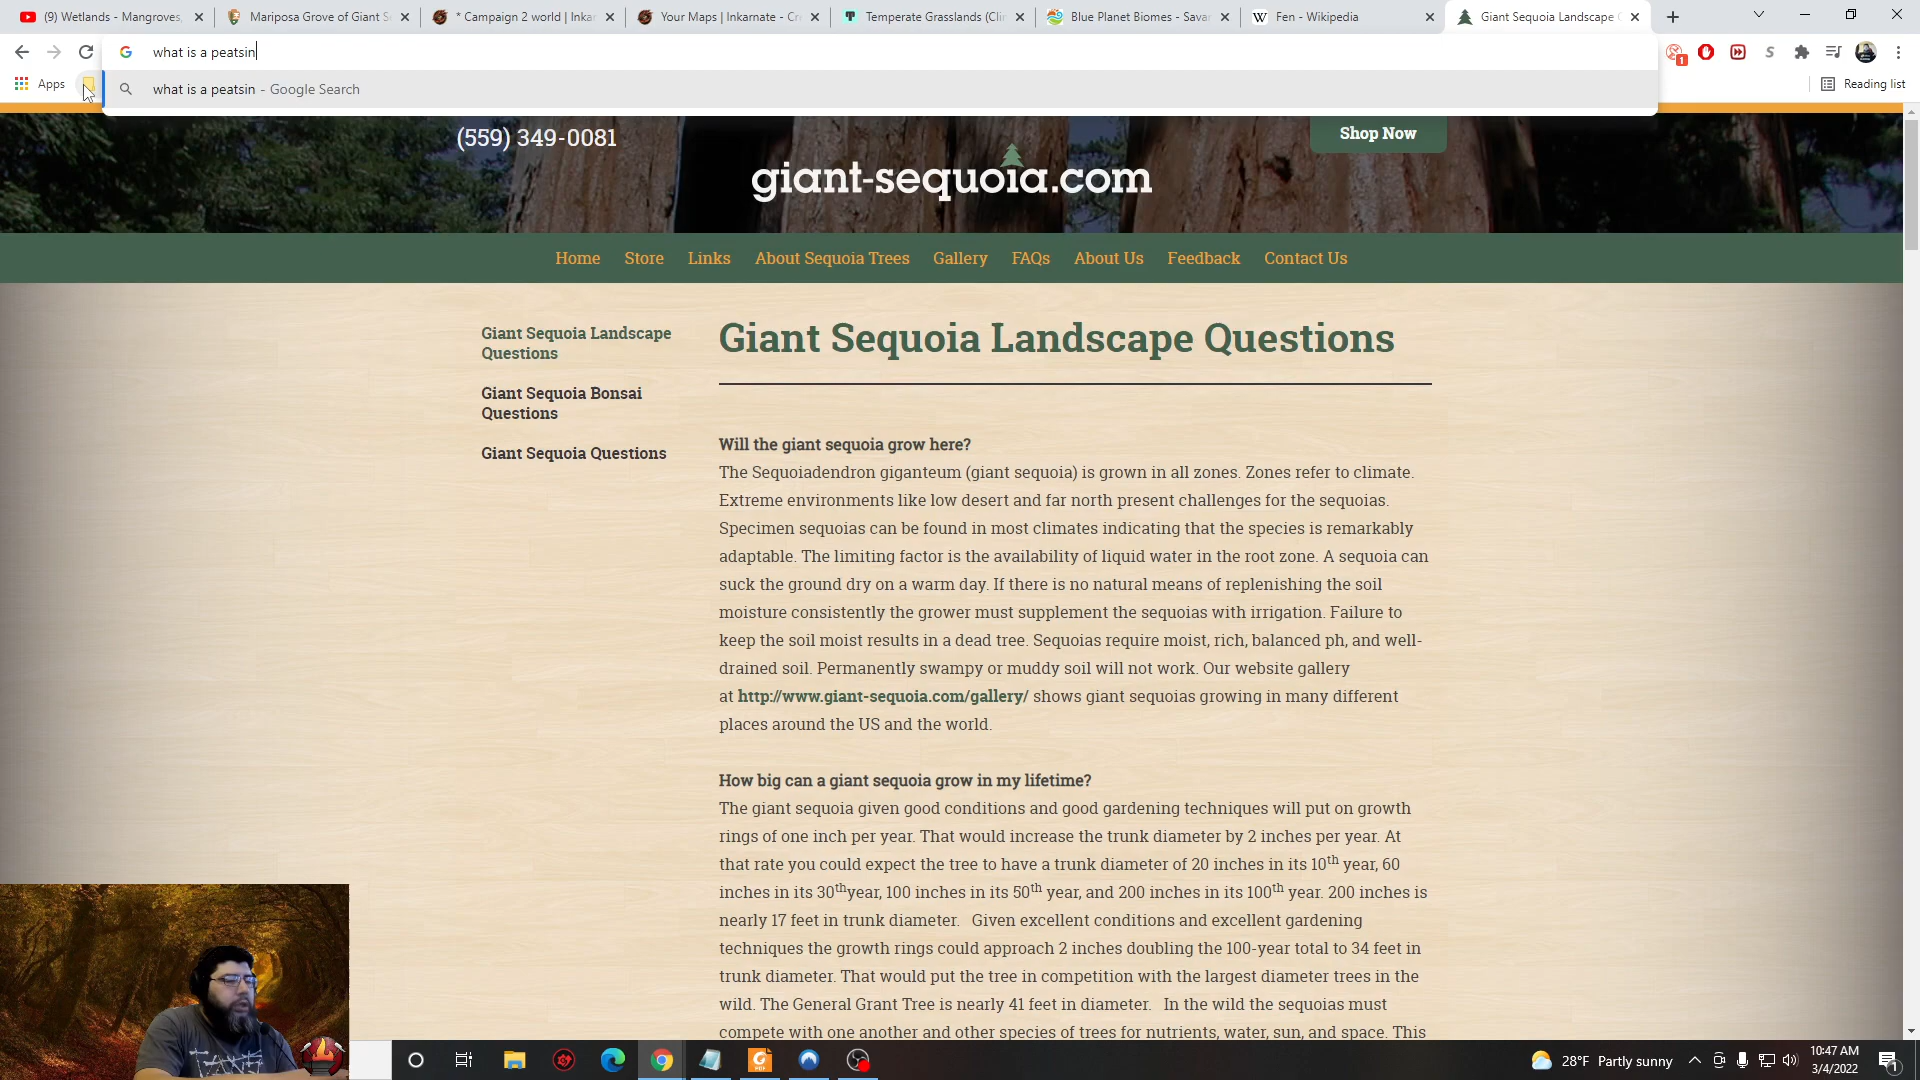 (9) Wetlands - Mangroves,
Mariposa Grove of Giant S
* Campaign 2 world | Inkar
Your Maps | Inkarnate - Cr
Temperate Grasslands (Cli
Blue Planet Biomes - Savar
Fen - Wikipedia
Giant Sequoia Landscape
what is a peatsin
1
Apps
what is a peatsin - Google Search
Reading list
(559) 349-0081
Shop Now
giant-sequoia.com
Home
Store
Links
About Sequoia Trees
Gallery
FAQs
About Us
Feedback
Contact Us
Giant Sequoia Landscape
Questions
Giant Sequoia Bonsai
Questions
Giant Sequoia Questions
Giant Sequoia Landscape Questions
Will the giant sequoia grow here?
The Sequoiadendron giganteum (giant sequoia) is grown in all zones. Zones refer to climate.
Extreme environments like low desert and far north present challenges for the sequoias.
Specimen sequoias can be found in most climates indicating that the species is remarkably
adaptable. The limiting factor is the availability of liquid water in the root zone. A sequoia can
suck the ground dry on a warm day. If there is no natural means of replenishing the soil
moisture consistently the grower must supplement the sequoias with irrigation. Failure to
keep the soil moist results in a dead tree. Sequoias require moist, rich, balanced ph, and well-
drained soil. Permanently swampy or muddy soil will not work. Our website gallery
at http://www.giant-sequoia.com/gallery/ shows giant sequoias growing in many different
places around the US and the world.
How big can a giant sequoia grow in my lifetime?
The giant sequoia given good conditions and good gardening techniques will put on growth
rings of one inch per year. That would increase the trunk diameter by 2 inches per year. At
that rate you could expect the tree to have a trunk diameter of 20 inches in its 10th year, 60
inches in its 30thyear, 100 inches in its 50th year, and 200 inches in its 100th year. 200 inches is
nearly 17 feet in trunk diameter. Given excellent conditions and excellent gardening
techniques the growth rings could approach 2 inches doubling the 100-year total to 34 feet in
trunk diameter. That would put the tree in competition with the largest diameter trees in the
wild. The General Grant Tree is nearly 41 feet in diameter. In the wild the sequoias must
compete with one another and other species of trees for nutrients, water, sun, and space. This
28°F Partly sunny
10:47 AM
3/4/2022
1